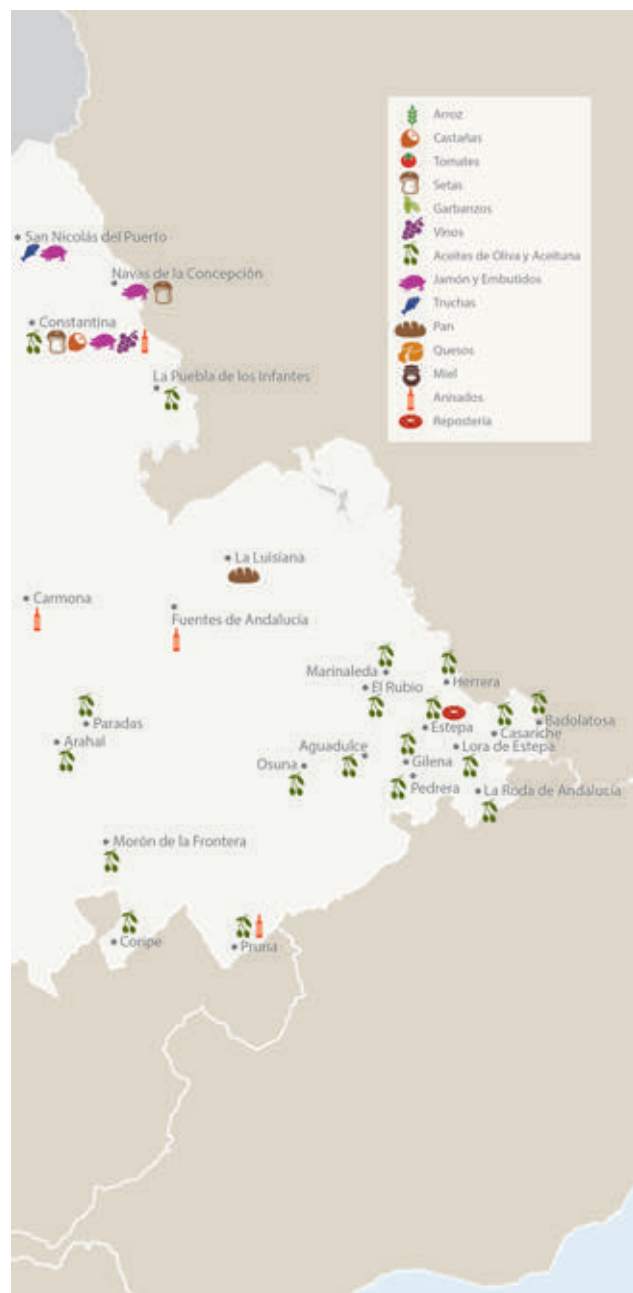 Arroz
Castañas
Tomates
Setas
Garbanzos
Vinos
Aceites de Oliva y Aceituna
Jamón y Embutidos
Truchas
Pan
Quesos
Miel
Anisados
Repostería
San Nicolás del Puerto
Navas de la Concepción
Constantina
La Puebla de los Infantes
La Luisiana
Carmona
Fuentes de Andalucía
Marinaleda
Herrera
El Rubio
Paradas
Estepa
Badolatosa
Casariche
Arahal
Aguadulce
Lora de Estepa
Osuna
Gilena
Pedrera
La Roda de Andalucía
Morón de la Frontera
Coripe
Pruna